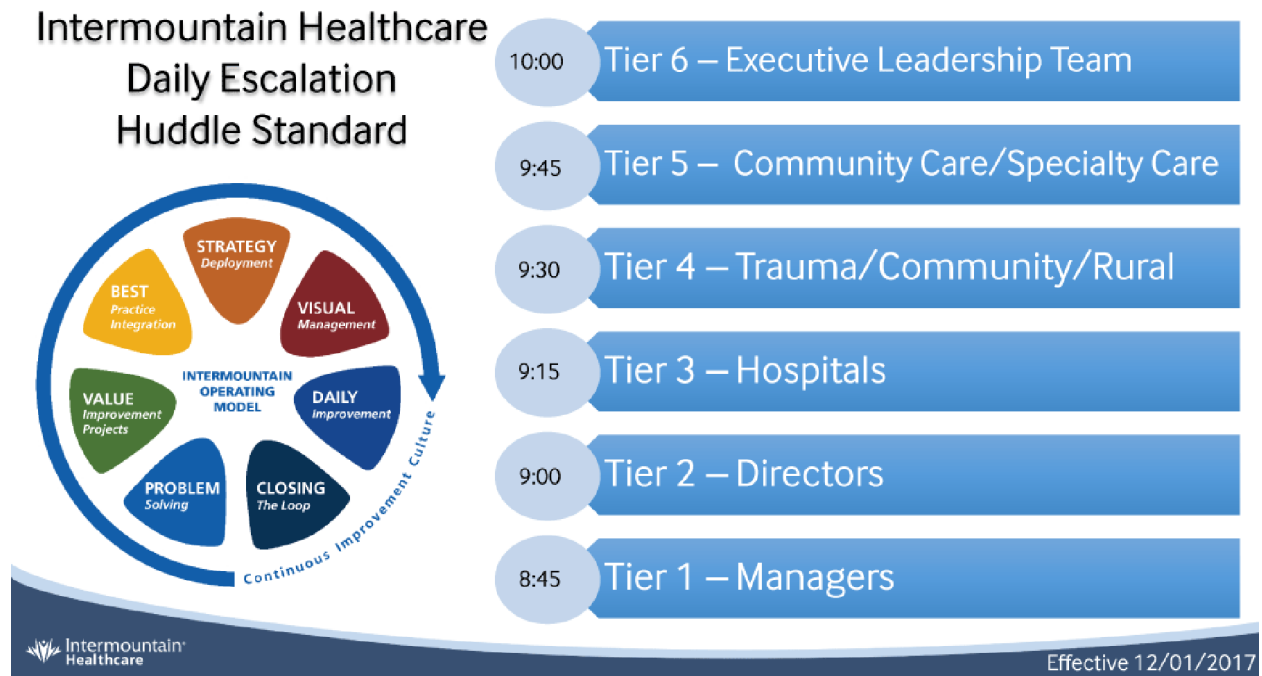 Intermountain Healthcare
Daily Escalation
Huddle Standard
10:00
Tier 6 – Executive Leadership Team
9:45
Tier 5 – Community Care/Specialty Care
9:30
Tier 4 – Trauma/Community/Rural
9:15
Tier 3 – Hospitals
9:00
Tier 2 – Directors
8:45
Tier 1 – Managers
STRATEGY
Deployment
VISUAL
Management
DAILY
Improvement
CLOSING
The Loop
PROBLEM
Solving
VALUE
Improvement
Projects
BEST
Practice
Integration
INTERMOUNTAIN
OPERATING
MODEL
Continuous Improvement Culture
Intermountain®
Healthcare
Effective 12/01/2017